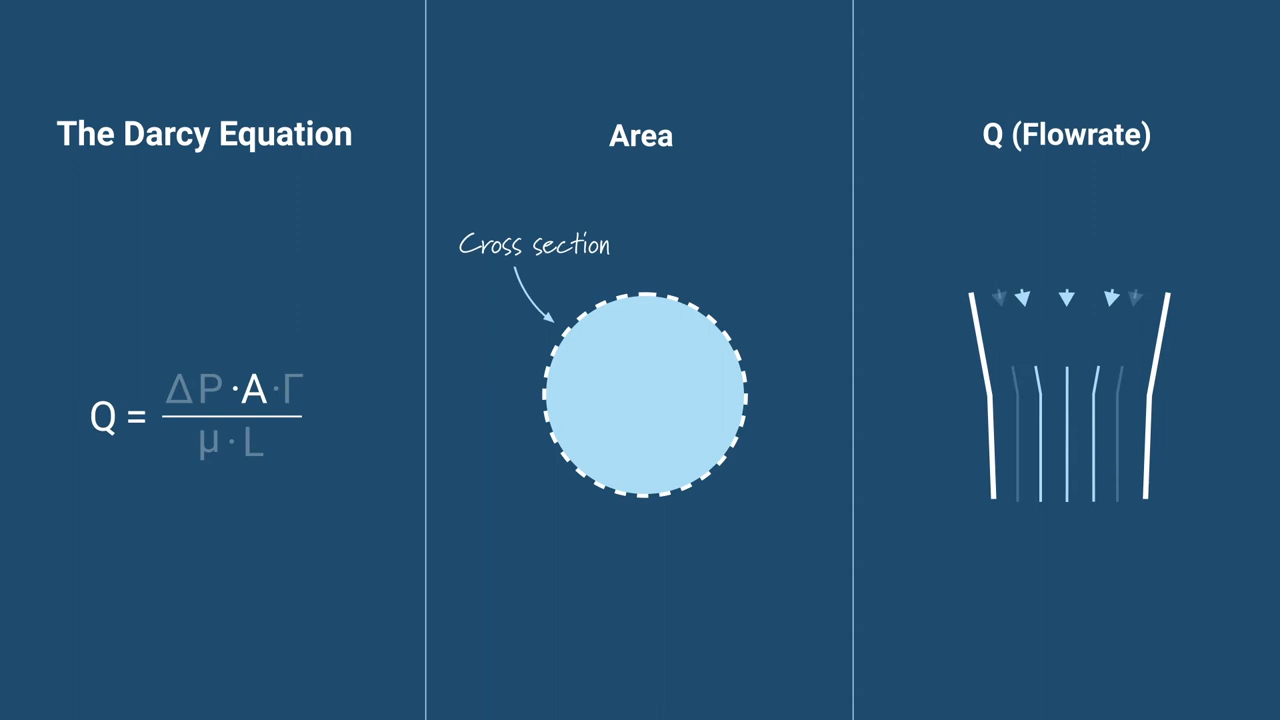 The Darcy Equation
Q = ΔP·A·Γ
μ·L
Area
Cross section
Q (Flowrate)